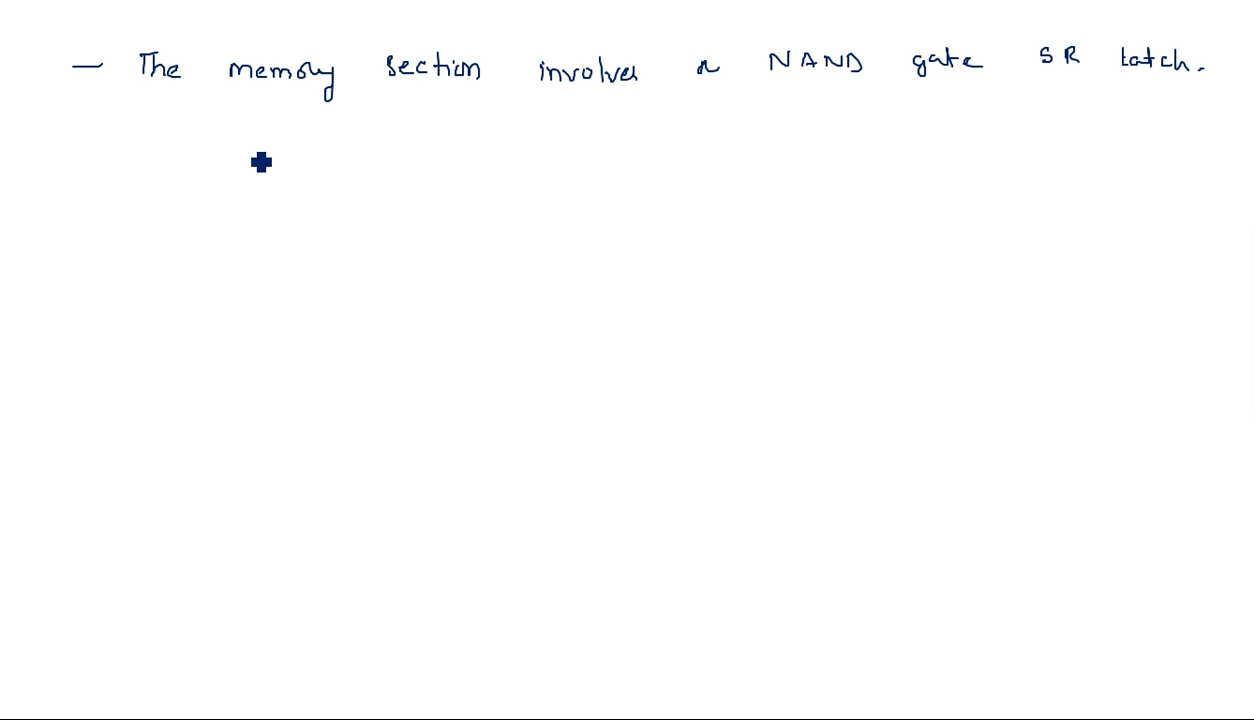 — The memory section involves a NAND gate SR latch.